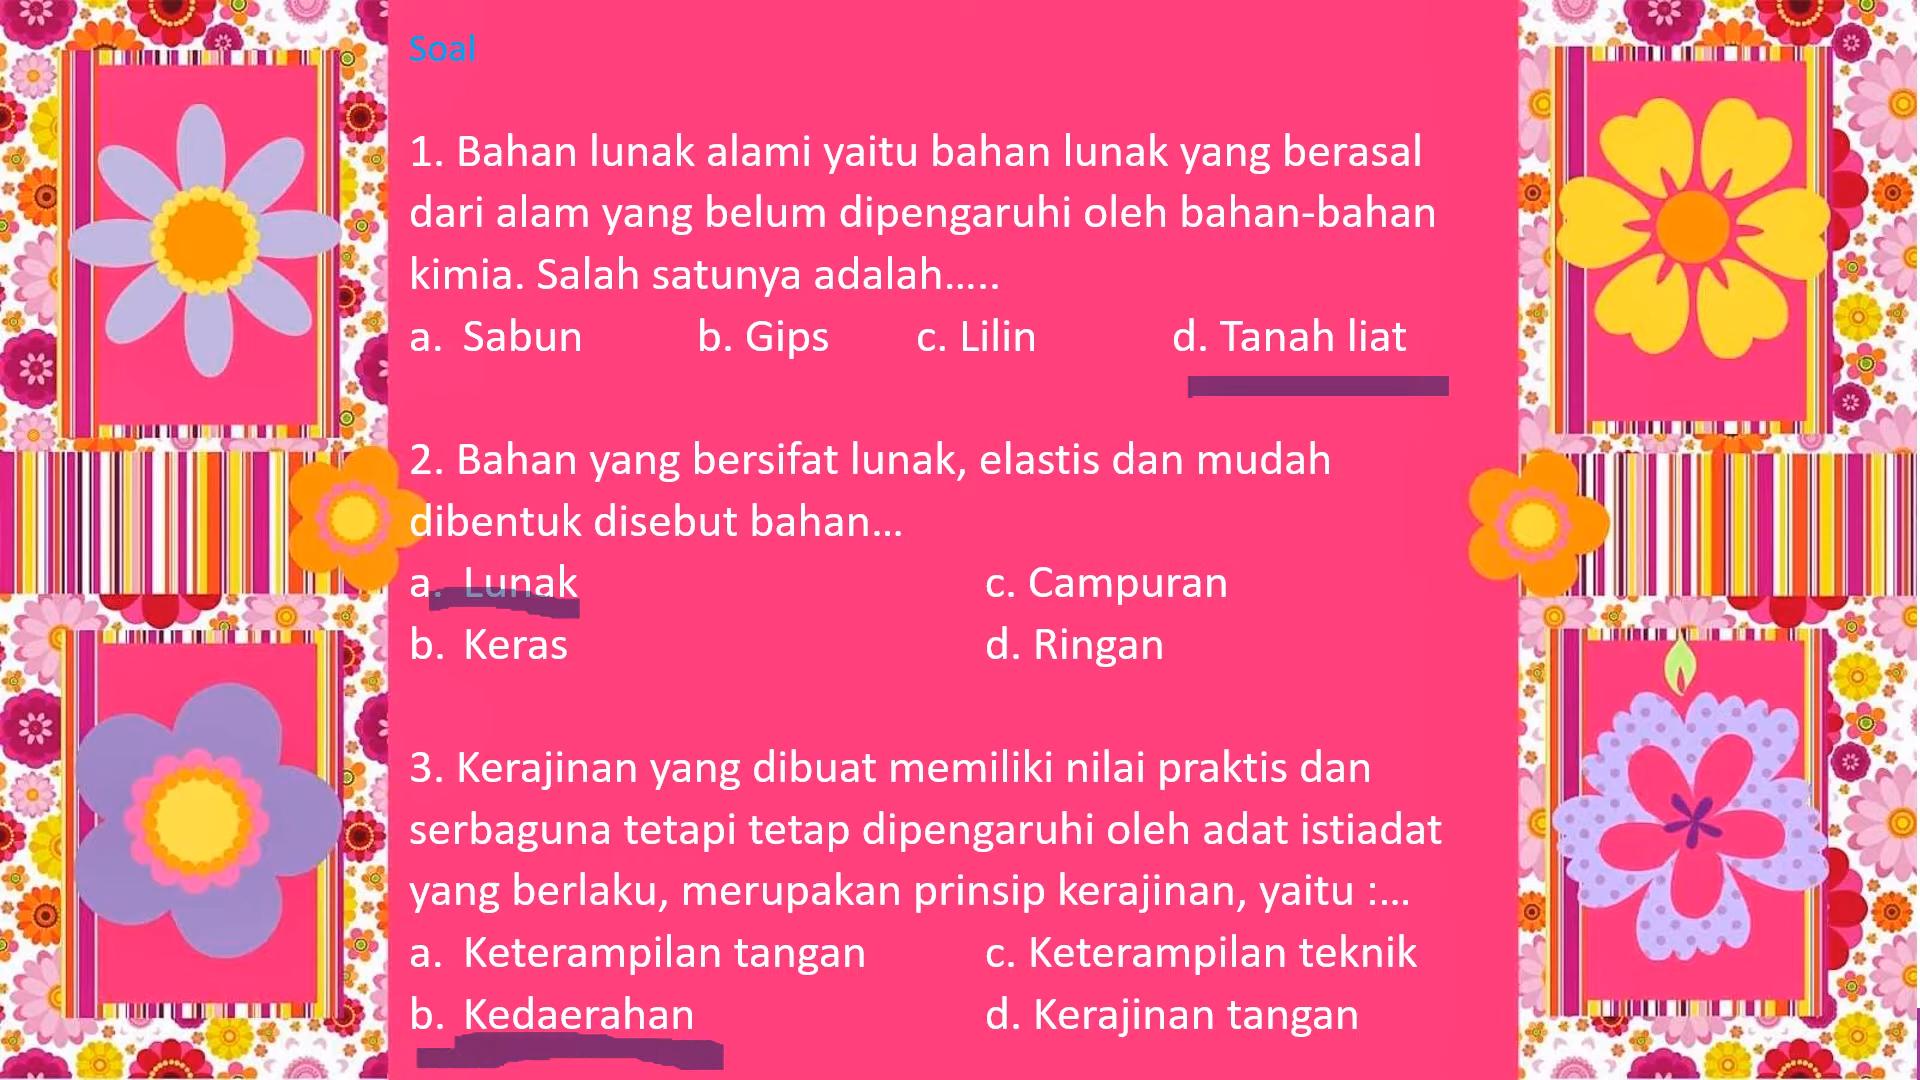 Soal
1. Bahan lunak alami yaitu bahan lunak yang berasal
dari alam yang belum dipengaruhi oleh bahan-bahan
kimia. Salah satunya adalah.....
a. Sabun b. Gips c. Lilin d. Tanah liat
2. Bahan yang bersifat lunak, elastis dan mudah
dibentuk disebut bahan...
a. Lunak c. Campuran
b. Keras d. Ringan
3. Kerajinan yang dibuat memiliki nilai praktis dan
serbaguna tetapi tetap dipengaruhi oleh adat istiadat
yang berlaku, merupakan prinsip kerajinan, yaitu :...
a. Keterampilan tangan c. Keterampilan teknik
b. Kedaerahan d. Kerajinan tangan